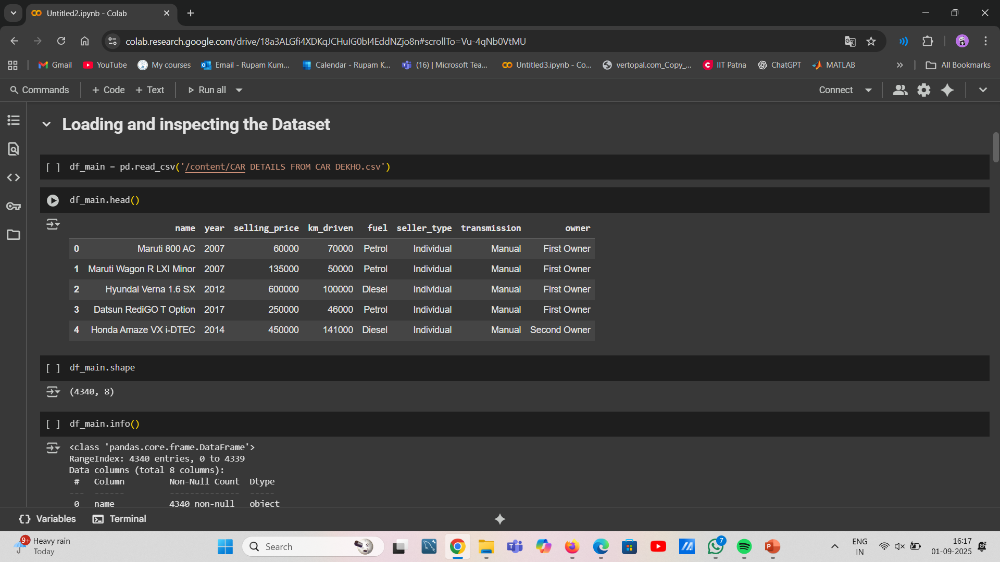 Untitled2.ipynb - Colab
colab.research.google.com/drive/18a3ALGfi4XDKqJCHuIG0bI4EddNZjo8n#scrollTo=Vu-4qNb0VtMU
Gmail YouTube My courses Email - Rupam Kum... Calendar - Rupam K... (16) | Microsoft Tea... Untitled3.ipynb - Co... vertopal.com_Copy_... IIT Patna ChatGPT MATLAB » All Bookmarks
Commands + Code + Text Run all Connect
Loading and inspecting the Dataset
[ ] df_main = pd.read_csv('/content/CAR DETAILS FROM CAR DEKHO.csv')
df_main.head()
name year selling_price km_driven fuel seller_type transmission owner
0 Maruti 800 AC 2007 60000 70000 Petrol Individual Manual First Owner
1 Maruti Wagon R LXI Minor 2007 135000 50000 Petrol Individual Manual First Owner
2 Hyundai Verna 1.6 SX 2012 600000 100000 Diesel Individual Manual First Owner
3 Datsun RediGO T Option 2017 250000 46000 Petrol Individual Manual First Owner
4 Honda Amaze VX i-DTEC 2014 450000 141000 Diesel Individual Manual Second Owner
[ ] df_main.shape
(4340, 8)
[ ] df_main.info()
<class 'pandas.core.frame.DataFrame'>
RangeIndex: 4340 entries, 0 to 4339
Data columns (total 8 columns):
# Column Non-Null Count Dtype
--- ------ -------------- -----
0 name 4340 non-null object
{} Variables Terminal
9+ Heavy rain
Today
Search
7
ENG
IN
16:17
01-09-2025